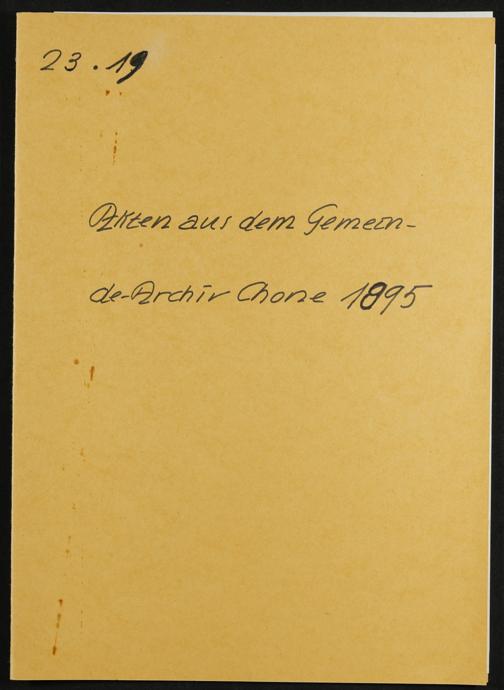 23.19
Akten aus dem Gemein-
de-Archiv Chone 1895